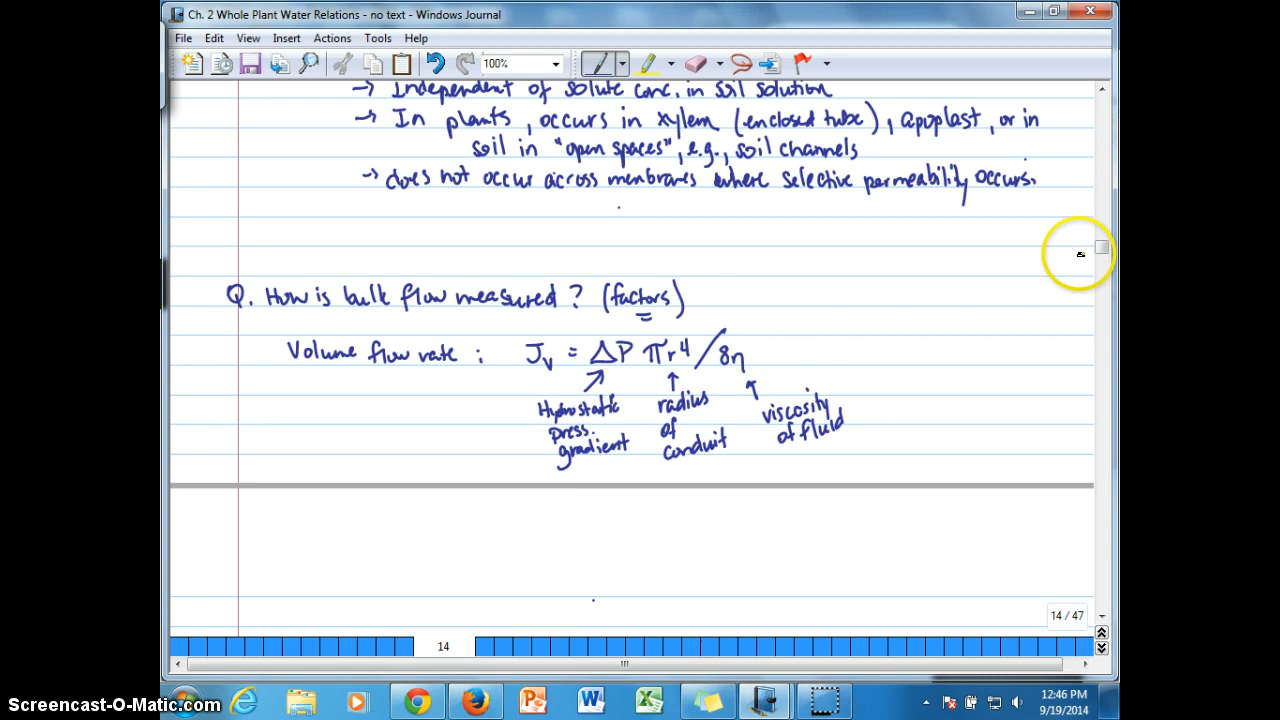 Ch. 2 Whole Plant Water Relations - no text - Windows Journal
File Edit View Insert Actions Tools Help
100%
→ Independent of solute conc. in soil solution
→ In plants, occurs in xylem (enclosed tube), apoplast, or in
soil in "open spaces", e.g., soil channels
→ does not occur across membranes where selective permeability occurs.
Q. How is bulk flow measured? (factors)
Volume flow rate : Jv = ΔP πr4 / 8η
Hydrostatic press. gradient
radius of conduit
viscosity of fluid
14 / 47
14
Screencast-O-Matic.com
12:46 PM
9/19/2014